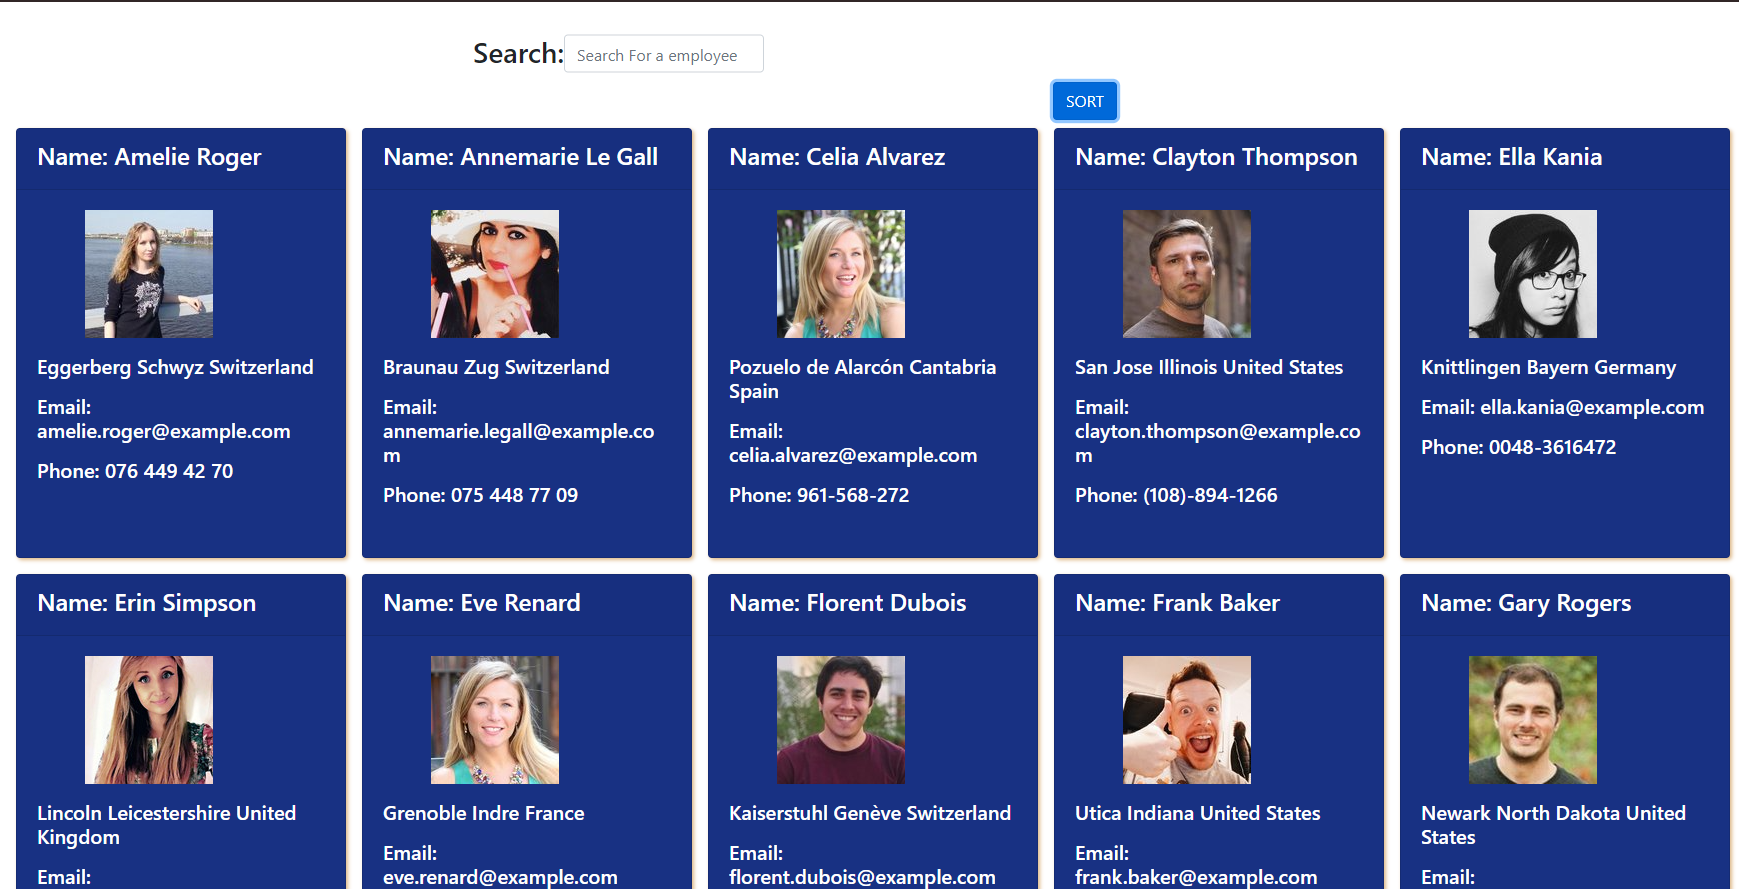 Search: Search For a employee
SORT
Name: Amelie Roger
Eggerberg Schwyz Switzerland
Email:
amelie.roger@example.com
Phone: 076 449 42 70
Name: Annemarie Le Gall
Braunau Zug Switzerland
Email:
annemarie.legall@example.co
m
Phone: 075 448 77 09
Name: Celia Alvarez
Pozuelo de Alarcón Cantabria
Spain
Email:
celia.alvarez@example.com
Phone: 961-568-272
Name: Clayton Thompson
San Jose Illinois United States
Email:
clayton.thompson@example.co
m
Phone: (108)-894-1266
Name: Ella Kania
Knittlingen Bayern Germany
Email: ella.kania@example.com
Phone: 0048-3616472
Name: Erin Simpson
Lincoln Leicestershire United
Kingdom
Email:
Name: Eve Renard
Grenoble Indre France
Email:
eve.renard@example.com
Name: Florent Dubois
Kaiserstuhl Genève Switzerland
Email:
florent.dubois@example.com
Name: Frank Baker
Utica Indiana United States
Email:
frank.baker@example.com
Name: Gary Rogers
Newark North Dakota United
States
Email: